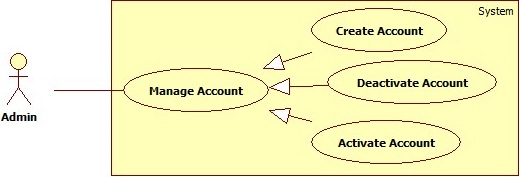 System
Create Account
Deactivate Account
Manage Account
Admin
Activate Account